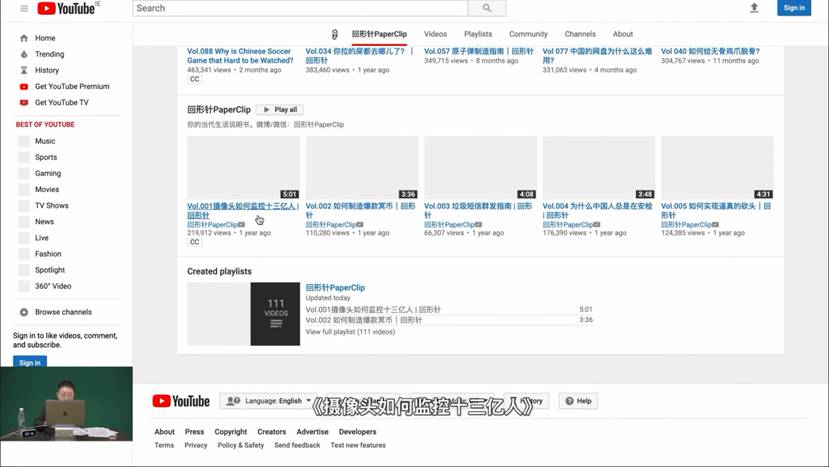 YouTube IE
Search
Sign in
Home
Trending
History
Get YouTube Premium
Get YouTube TV
BEST OF YOUTUBE
Music
Sports
Gaming
Movies
TV Shows
News
Live
Fashion
Spotlight
360° Video
Browse channels
Sign in to like videos, comment,
and subscribe.
Sign in
回形针PaperClip Videos Playlists Community Channels About
Vol.088 Why is Chinese Soccer
Game that Hard to be Watched?
463,341 views • 2 months ago
CC
Vol.034 你拉的屎都去哪儿了？ |
回形针
383,460 views • 1 year ago
Vol.057 原子弹制造指南 | 回形针
349,715 views • 8 months ago
Vol 077 中国的网盘为什么这么难
用？
331,063 views • 4 months ago
Vol 040 如何给无骨鸡爪脱骨?
304,767 views • 11 months ago
回形针PaperClip Play all
你的当代生活说明书。微博/微信：回形针PaperClip
5:01
Vol.001摄像头如何监控十三亿人 |
回形针
回形针PaperClip
219,912 views • 1 year ago
CC
3:36
Vol.002 如何制造爆款冥币 | 回形
针
回形针PaperClip
110,280 views • 1 year ago
4:08
Vol.003 垃圾短信群发指南 | 回形
针
回形针PaperClip
66,307 views • 1 year ago
3:48
Vol.004 为什么中国人总是在安检
| 回形针
回形针PaperClip
176,390 views • 1 year ago
4:31
Vol.005 如何实现逼真的砍头 | 回
形针
回形针PaperClip
124,385 views • 1 year ago
Created playlists
111
VIDEOS
回形针PaperClip
Updated today
Vol.001摄像头如何监控十三亿人 | 回形针 5:01
Vol.002 如何制造爆款冥币 | 回形针 3:36
View full playlist (111 videos)
YouTube
Language: English
History
Help
《摄像头如何监控十三亿人》
About Press Copyright Creators Advertise Developers
Terms Privacy Policy & Safety Send feedback Test new features